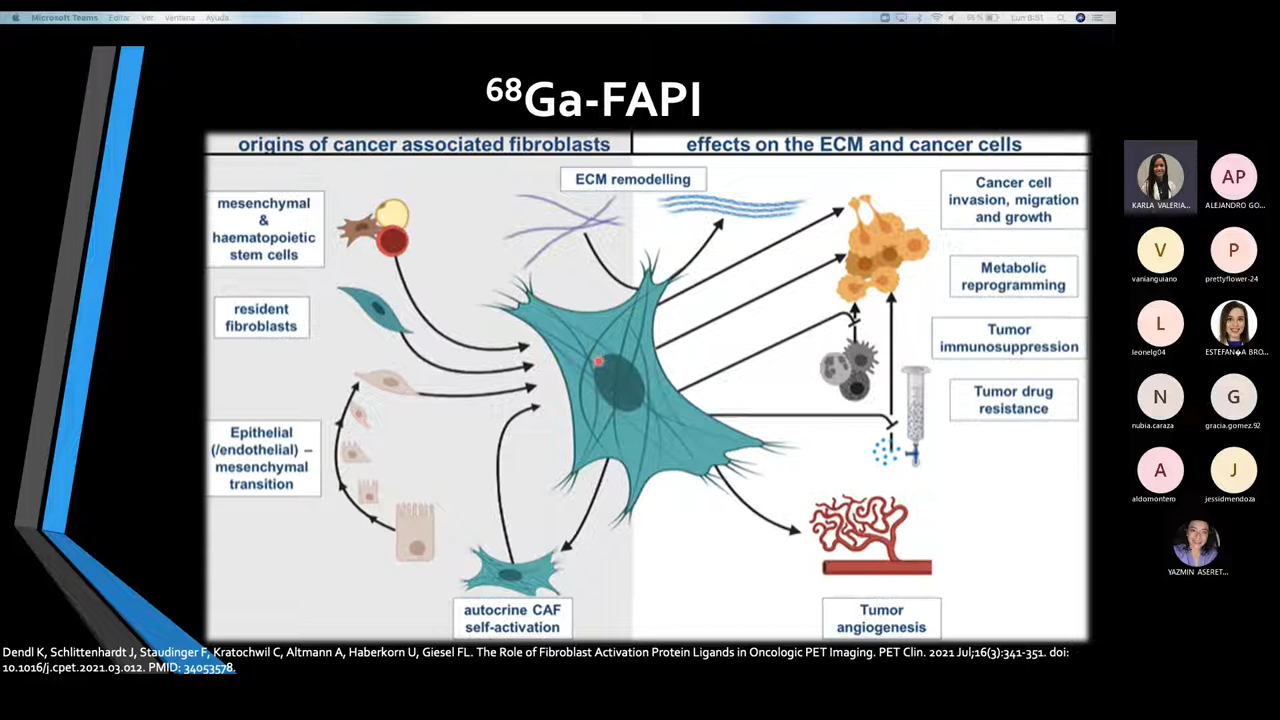 Microsoft Teams Editar Ver Ventana Ayuda
Lun 8:51
68Ga-FAPI
origins of cancer associated fibroblasts
effects on the ECM and cancer cells
ECM remodelling
mesenchymal
&
haematopoietic
stem cells
resident
fibroblasts
Epithelial
(/endothelial) –
mesenchymal
transition
autocrine CAF
self-activation
Cancer cell
invasion, migration
and growth
Metabolic
reprogramming
Tumor
immunosuppression
Tumor drug
resistance
Tumor
angiogenesis
Dendl K, Schlittenhardt J, Staudinger F, Kratochwil C, Altmann A, Haberkorn U, Giesel FL. The Role of Fibroblast Activation Protein Ligands in Oncologic PET Imaging. PET Clin. 2021 Jul;16(3):341-351. doi:
10.1016/j.cpet.2021.03.012. PMID: 34053578.
KARLA VALERIA...
AP
ALEJANDRO GO...
V
vanianguiano
P
prettyflower-24
L
leonelg04
ESTEFAN�A BRO...
N
nubia.caraza
G
gracia.gomez.92
A
aldomontero
J
jessidmendoza
YAZMIN ASERET...